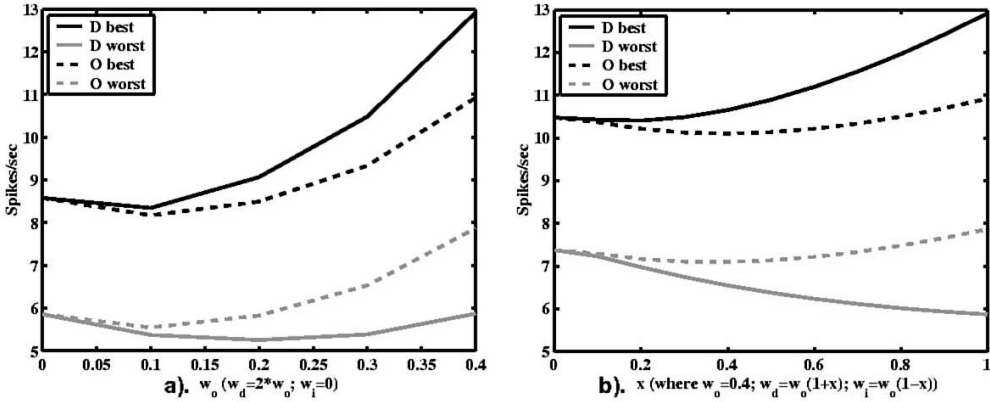 13
12
11
10
9
8
7
6
5
Spikes/sec
D best
D worst
O best
O worst
0 0.05 0.1 0.15 0.2 0.25 0.3 0.35 0.4
a). w_o (w_d=2*w_o; w_i=0)
13
12
11
10
9
8
7
6
5
Spikes/sec
D best
D worst
O best
O worst
0 0.2 0.4 0.6 0.8 1
b). x (where w_o=0.4; w_d=w_o(1+x); w_i=w_o(1−x))